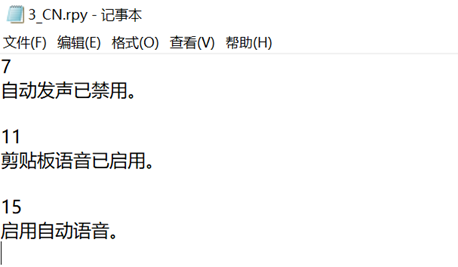 3_CN.rpy - 记事本
文件(F) 编辑(E) 格式(O) 查看(V) 帮助(H)
7
自动发声已禁用。
11
剪贴板语音已启用。
15
启用自动语音。